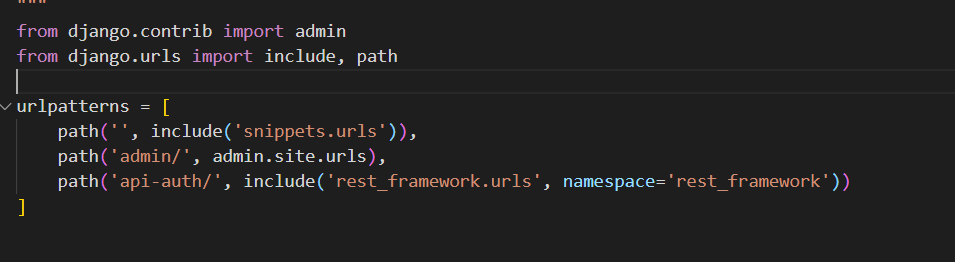 """
from django.contrib import admin
from django.urls import include, path
urlpatterns = [
    path('', include('snippets.urls')),
    path('admin/', admin.site.urls),
    path('api-auth/', include('rest_framework.urls', namespace='rest_framework'))
]